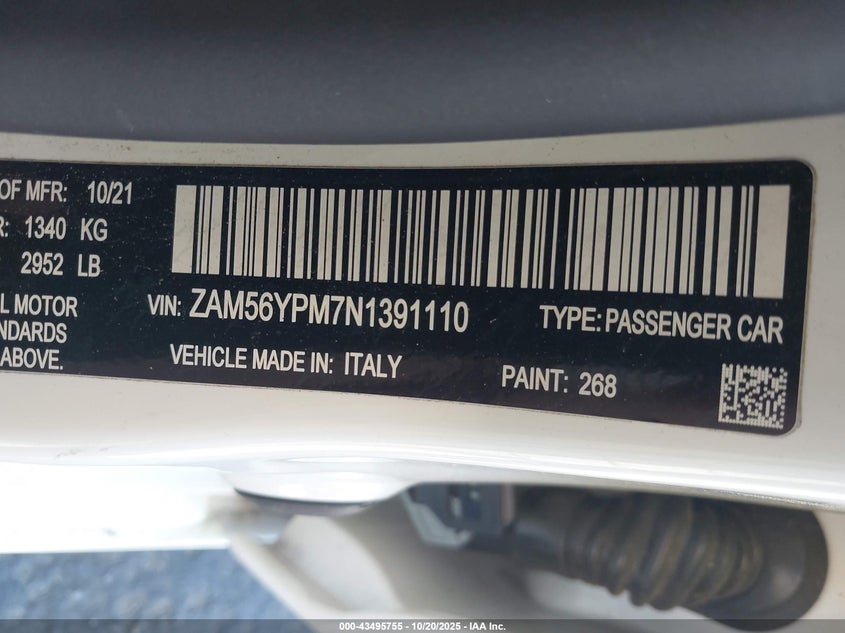 OF MFR: 10/21
R: 1340 KG
2952 LB
L MOTOR
NDARDS
ABOVE.
VIN: ZAM56YPM7N1391110
TYPE: PASSENGER CAR
VEHICLE MADE IN: ITALY
PAINT: 268
000-43495755 - 10/20/2025 - IAA Inc.